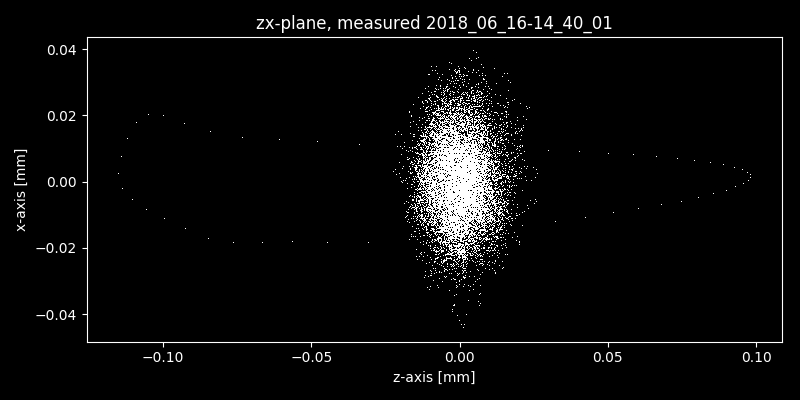 zx-plane, measured 2018_06_16-14_40_01
0.04
0.02
0.00
−0.02
−0.04
x-axis [mm]
−0.10 −0.05 0.00 0.05 0.10
z-axis [mm]